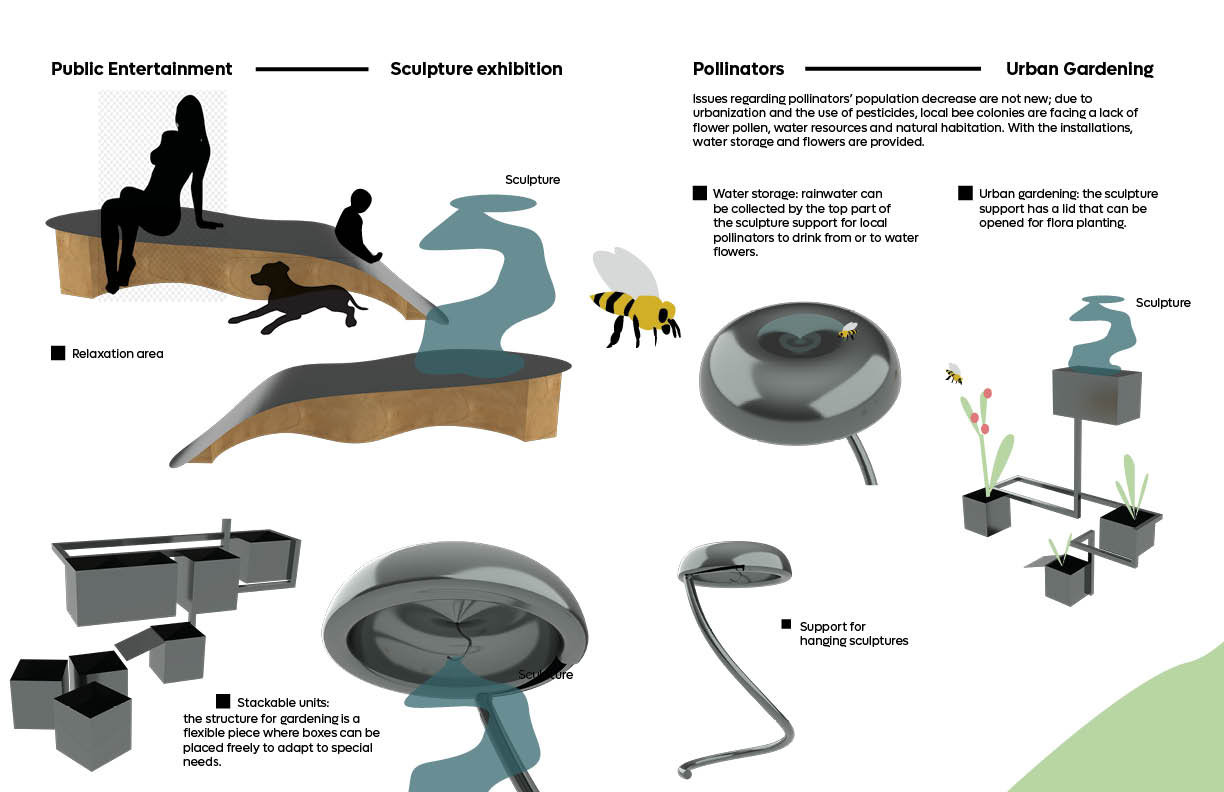 Public Entertainment
Sculpture exhibition
Sculpture
Relaxation area
Stackable units:
the structure for gardening is a
flexible piece where boxes can be
placed freely to adapt to special
needs.
Sculpture
Pollinators
Urban Gardening
Issues regarding pollinators’ population decrease are not new; due to
urbanization and the use of pesticides, local bee colonies are facing a lack of
flower pollen, water resources and natural habitation. With the installations,
water storage and flowers are provided.
Water storage: rainwater can
be collected by the top part of
the sculpture support for local
pollinators to drink from or to water
flowers.
Urban gardening: the sculpture
support has a lid that can be
opened for flora planting.
Sculpture
Support for
hanging sculptures